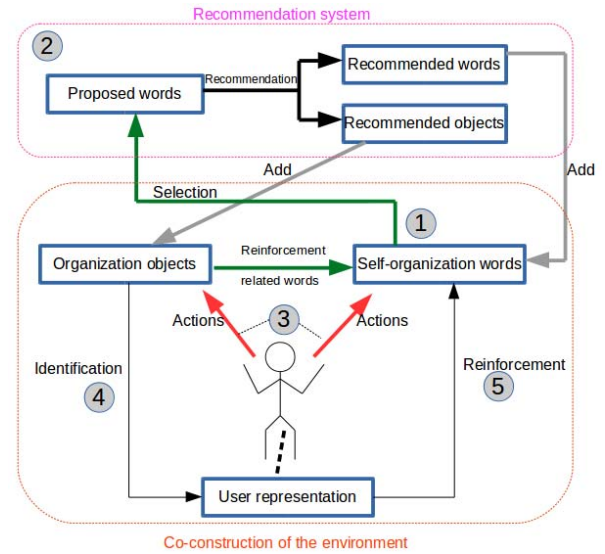 Recommendation system
2
Recommended words
Recommendation
Proposed words
Recommended objects
Add
Add
Selection
1
Reinforcement
Organization objects
Self-organization words
related words
3
Actions
Actions
Identification
Reinforcement
4
5
User representation
Co-construction of the environment